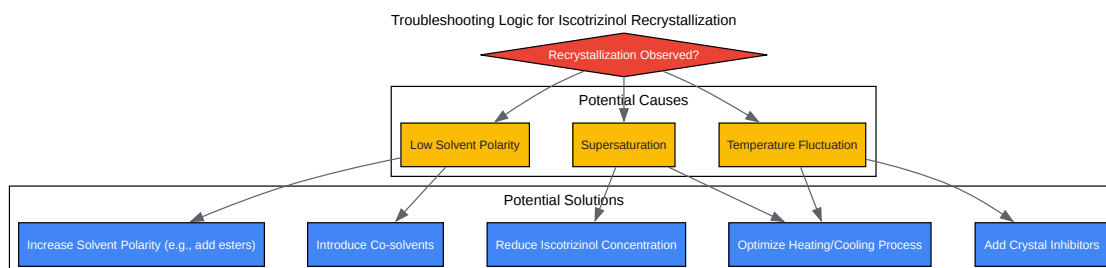 Troubleshooting Logic for Iscotrizinol Recrystallization
Recrystallization Observed?
Potential Causes
Low Solvent Polarity
Supersaturation
Temperature Fluctuation
Potential Solutions
Increase Solvent Polarity (e.g., add esters)
Introduce Co-solvents
Reduce Iscotrizinol Concentration
Optimize Heating/Cooling Process
Add Crystal Inhibitors